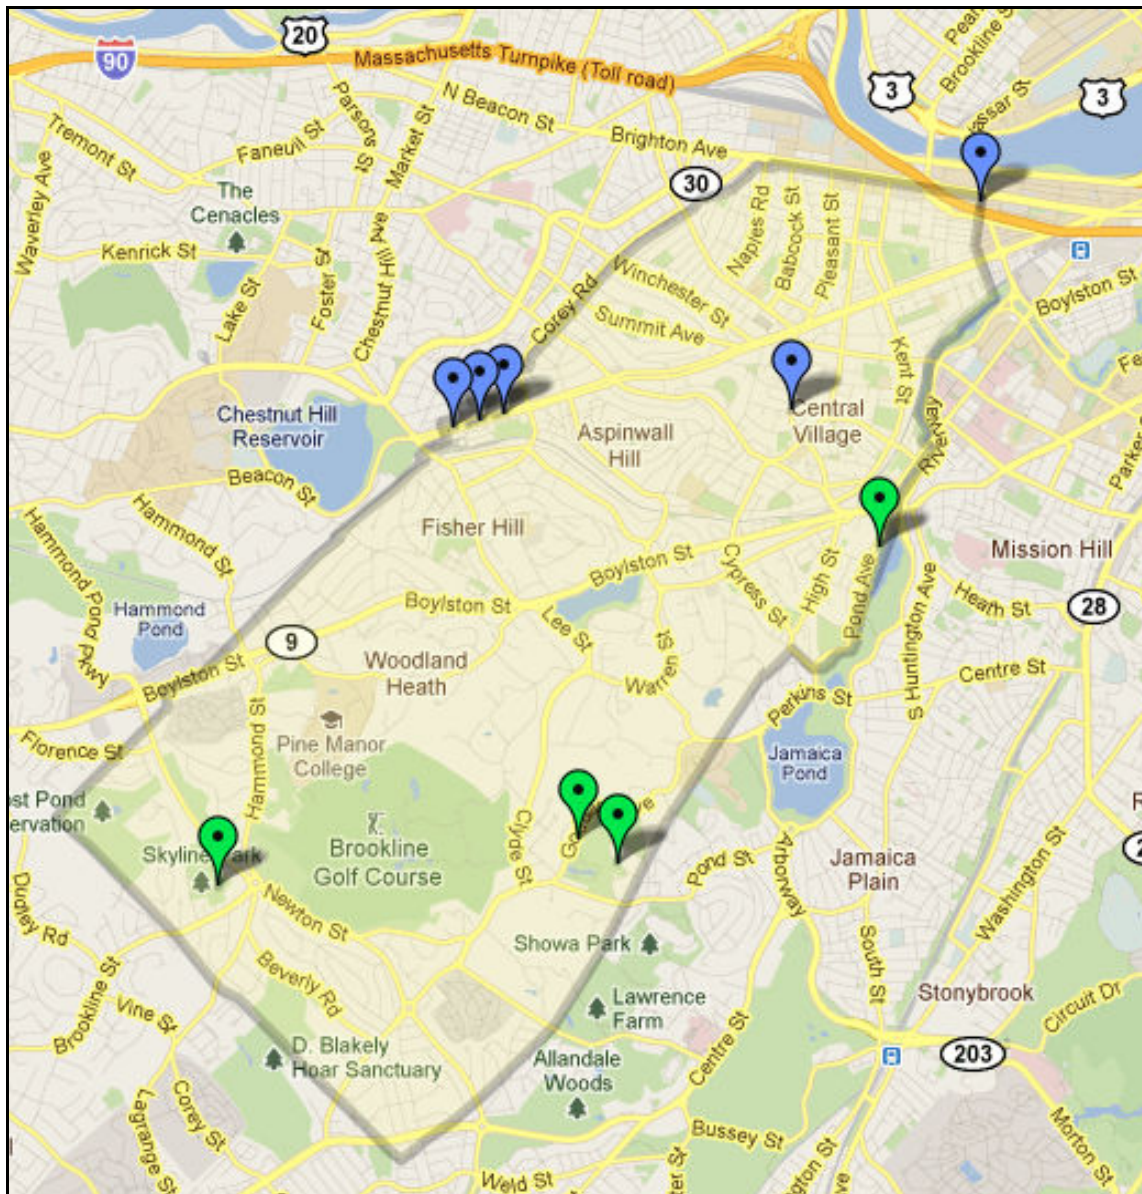 20
90
Massachusetts Turnpike (Toll road)
3
3
Brookline S
N Beacon St
Parsons St
Market St
Tremont St
Faneuil St
Brighton Ave
30
Waverley Ave
The
Cenacles
Kenrick St
Lake St
Foster St
Chestnut Hill Ave
Naples Rd
Babcock St
Pleasant St
Winchester St
Corey Rd
Summit Ave
Kent St
Boylston St
Riverway
Chestnut Hill
Reservoir
Aspinwall
Hill
Central
Village
Beacon St
Hammond St
Hammond Pond Pkwy
Fisher Hill
Boylston St
Cypress St
High St
Pond Ave
S Huntington Ave
Mission Hill
Heath St
28
Hammond
Pond
9
Boylston St
Lee St
Warren St
Woodland
Heath
Boylston St
Florence St
Hammond St
Pine Manor
College
Perkins St
Centre St
Jamaica
Pond
ost Pond
ervation
Skyline Park
Brookline
Golf Course
Clyde St
Pond St
Arborway
Jamaica
Plain
Washington St
Dudley Rd
Newton St
Beverly Rd
Brookline St
Vine St
Showa Park
Lawrence
Farm
South St
Stonybrook
Circuit Dr
203
D. Blakely
Hoar Sanctuary
Allandale
Woods
Centre St
Lagrange St
Corey St
Bussey St
Morton St
Weld St